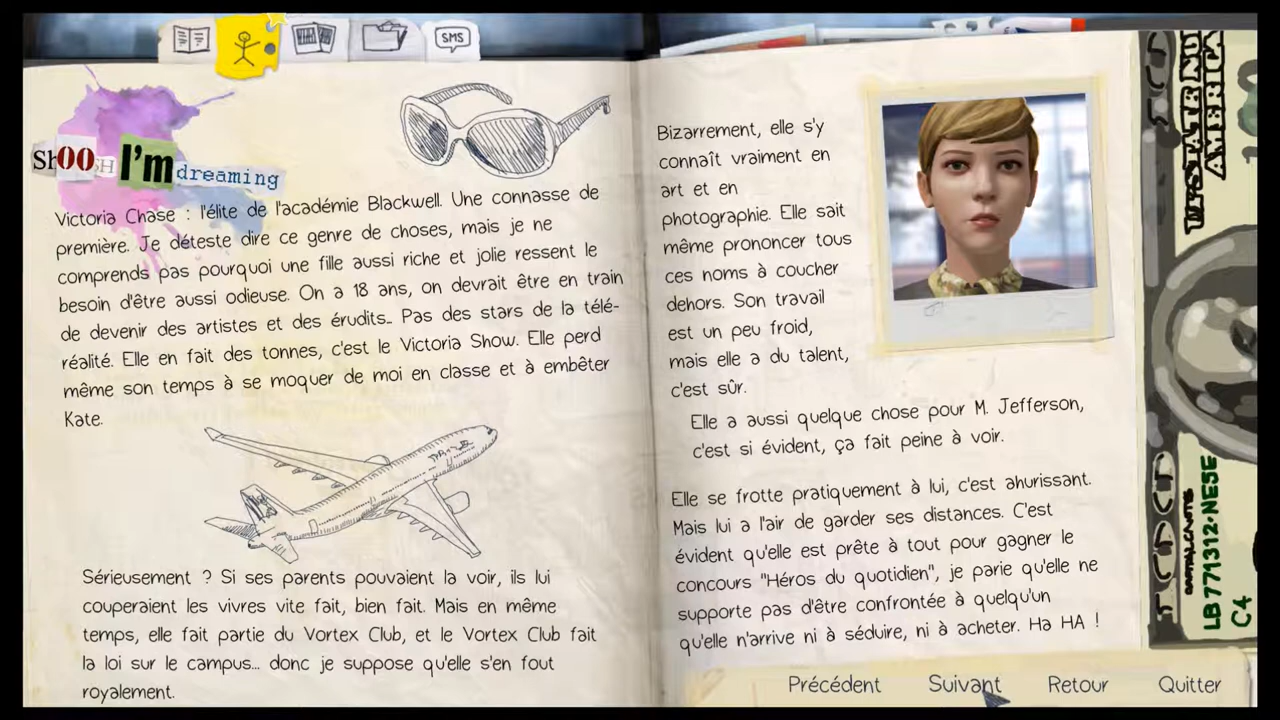 SMS
ShOOSH I'm dreaming
Victoria Chase : l'élite de l'académie Blackwell. Une connasse de
première. Je déteste dire ce genre de choses, mais je ne
comprends pas pourquoi une fille aussi riche et jolie ressent le
besoin d'être aussi odieuse. On a 18 ans, on devrait être en train
de devenir des artistes et des érudits... Pas des stars de la télé-
réalité. Elle en fait des tonnes, c'est le Victoria Show. Elle perd
même son temps à se moquer de moi en classe et à embêter
Kate.
Sérieusement ? Si ses parents pouvaient la voir, ils lui
couperaient les vivres vite fait, bien fait. Mais en même
temps, elle fait partie du Vortex Club, et le Vortex Club fait
la loi sur le campus... donc je suppose qu'elle s'en fout
royalement.
Bizarrement, elle s'y
connaît vraiment en
art et en
photographie. Elle sait
même prononcer tous
ces noms à coucher
dehors. Son travail
est un peu froid,
mais elle a du talent,
c'est sûr.
Elle a aussi quelque chose pour M. Jefferson,
c'est si évident, ça fait peine à voir.
Elle se frotte pratiquement à lui, c'est ahurissant.
Mais lui a l'air de garder ses distances. C'est
évident qu'elle est prête à tout pour gagner le
concours "Héros du quotidien", je parie qu'elle ne
supporte pas d'être confrontée à quelqu'un
qu'elle n'arrive ni à séduire, ni à acheter. Ha HA !
AMERICA
LB 771312-NE5E
C4
Précédent Suivant Retour Quitter